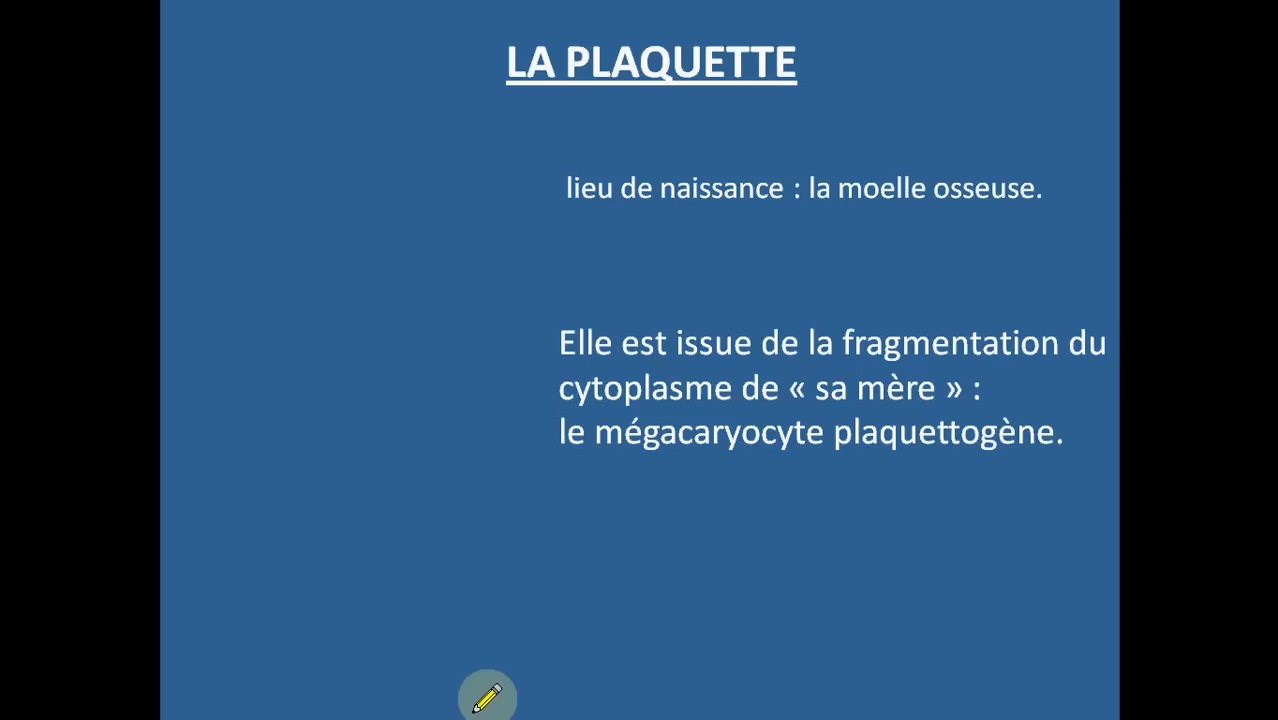 LA PLAQUETTE
lieu de naissance : la moelle osseuse.
Elle est issue de la fragmentation du
cytoplasme de « sa mère » :
le mégacaryocyte plaquettogène.